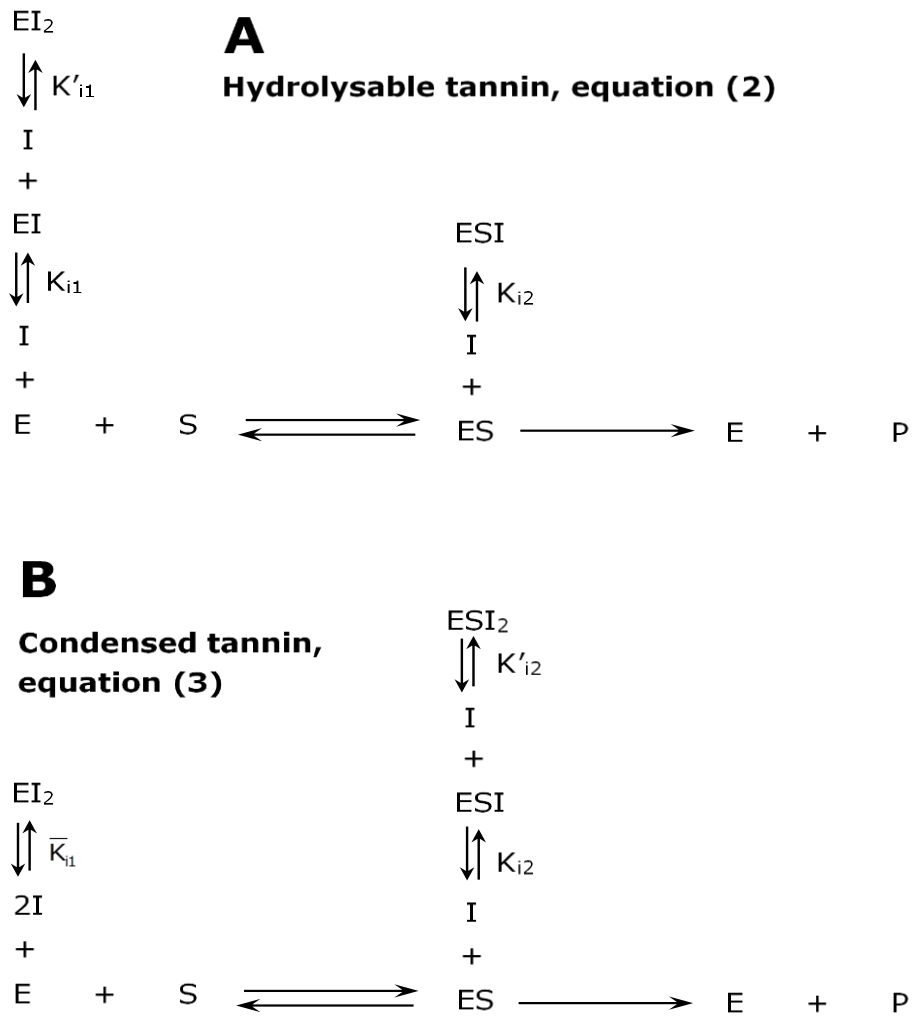 EI₂
A
K′ᵢ₁
Hydrolysable tannin, equation (2)
I
+
EI
ESI
Kᵢ₁
Kᵢ₂
I
I
+
+
E + S ES E + P
B
Condensed tannin,
equation (3)
ESI₂
K′ᵢ₂
I
+
EI₂
ESI
K̅ᵢ₁
Kᵢ₂
2I
I
+
+
E + S ES E + P